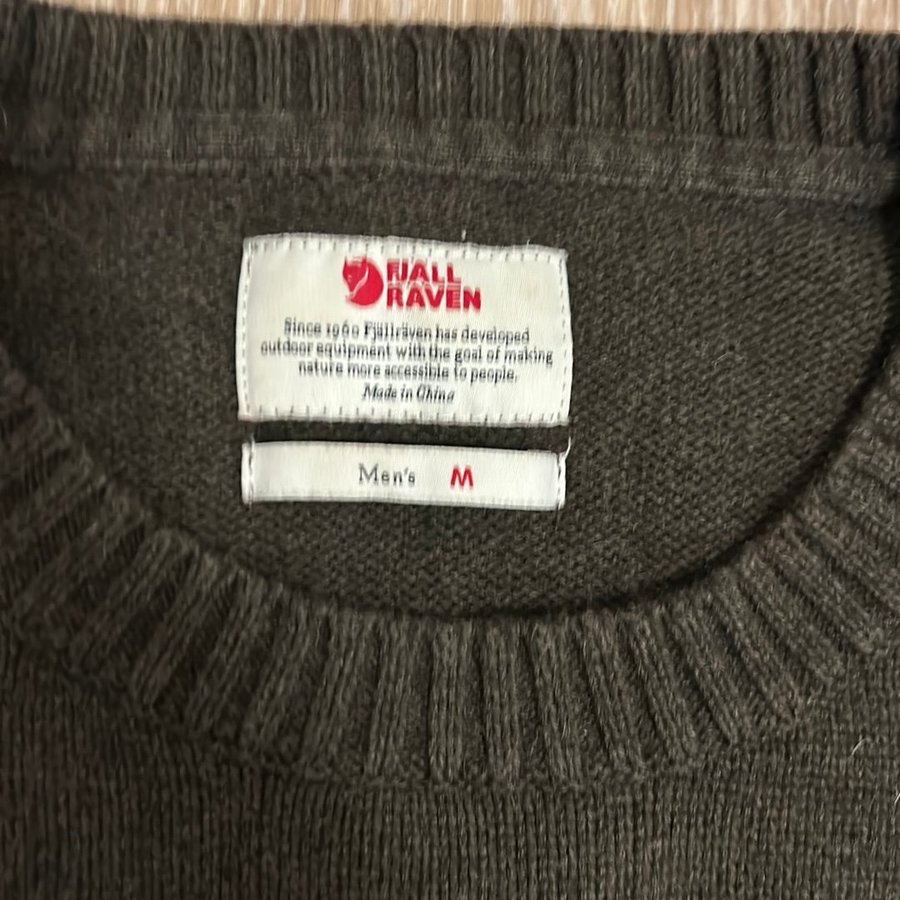 FJÄLL
RÄVEN
Since 1960 Fjällräven has developed
outdoor equipment with the goal of making
nature more accessible to people.
Made in China
Men's M